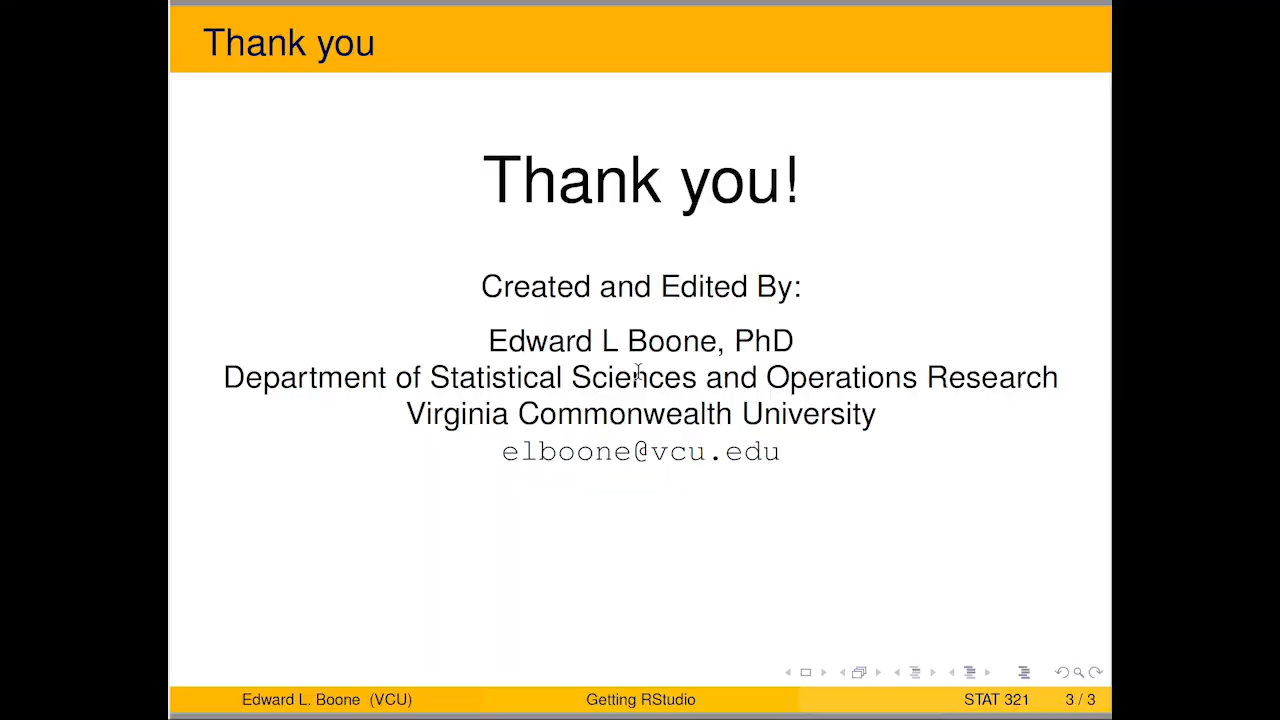 Thank you
Thank you!
Created and Edited By:
Edward L Boone, PhD
Department of Statistical Sciences and Operations Research
Virginia Commonwealth University
elboone@vcu.edu
Edward L. Boone (VCU) Getting RStudio STAT 321 3 / 3